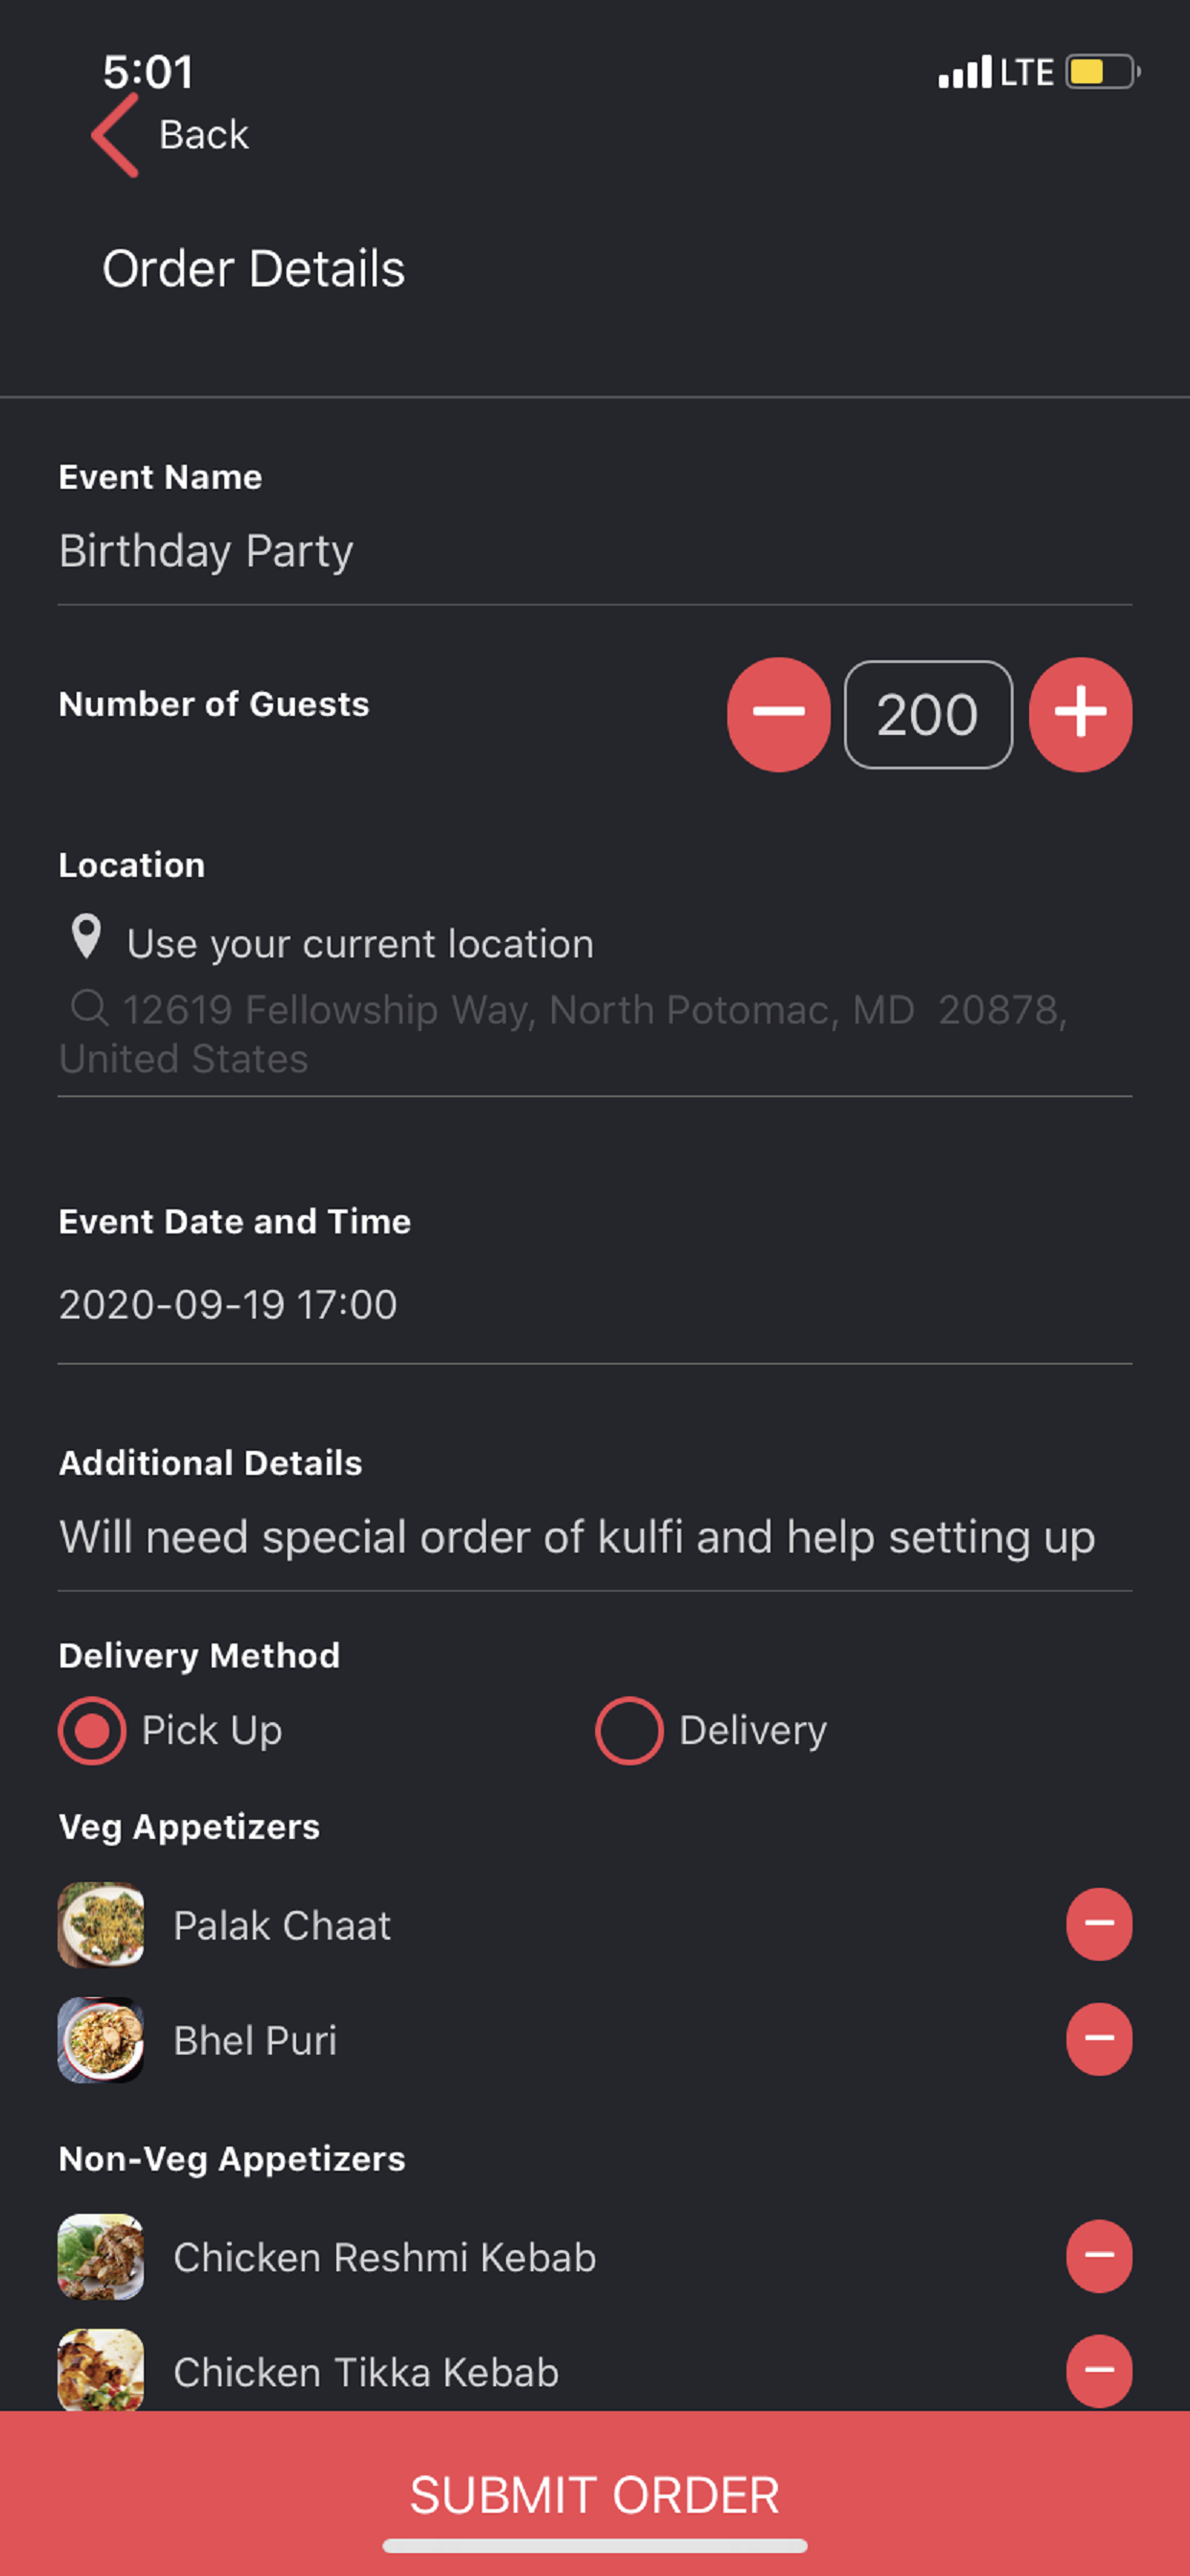 5:01
LTE
Back
Order Details
Event Name
Birthday Party
Number of Guests
200
Location
Use your current location
12619 Fellowship Way, North Potomac, MD  20878,
United States
Event Date and Time
2020-09-19 17:00
Additional Details
Will need special order of kulfi and help setting up
Delivery Method
Pick Up
Delivery
Veg Appetizers
Palak Chaat
Bhel Puri
Non-Veg Appetizers
Chicken Reshmi Kebab
Chicken Tikka Kebab
SUBMIT ORDER